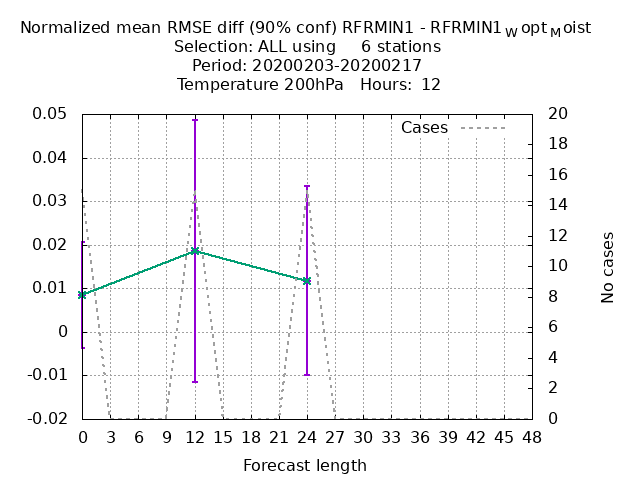 Normalized mean RMSE diff (90% conf) RFRMIN1 - RFRMIN1WoptMoist
Selection: ALL using 6 stations
Period: 20200203-20200217
Temperature 200hPa Hours: 12
Cases
0.05
0.04
0.03
0.02
0.01
0
-0.01
-0.02
20
18
16
14
12
10
8
6
4
2
0
No cases
0 3 6 9 12 15 18 21 24 27 30 33 36 39 42 45 48
Forecast length